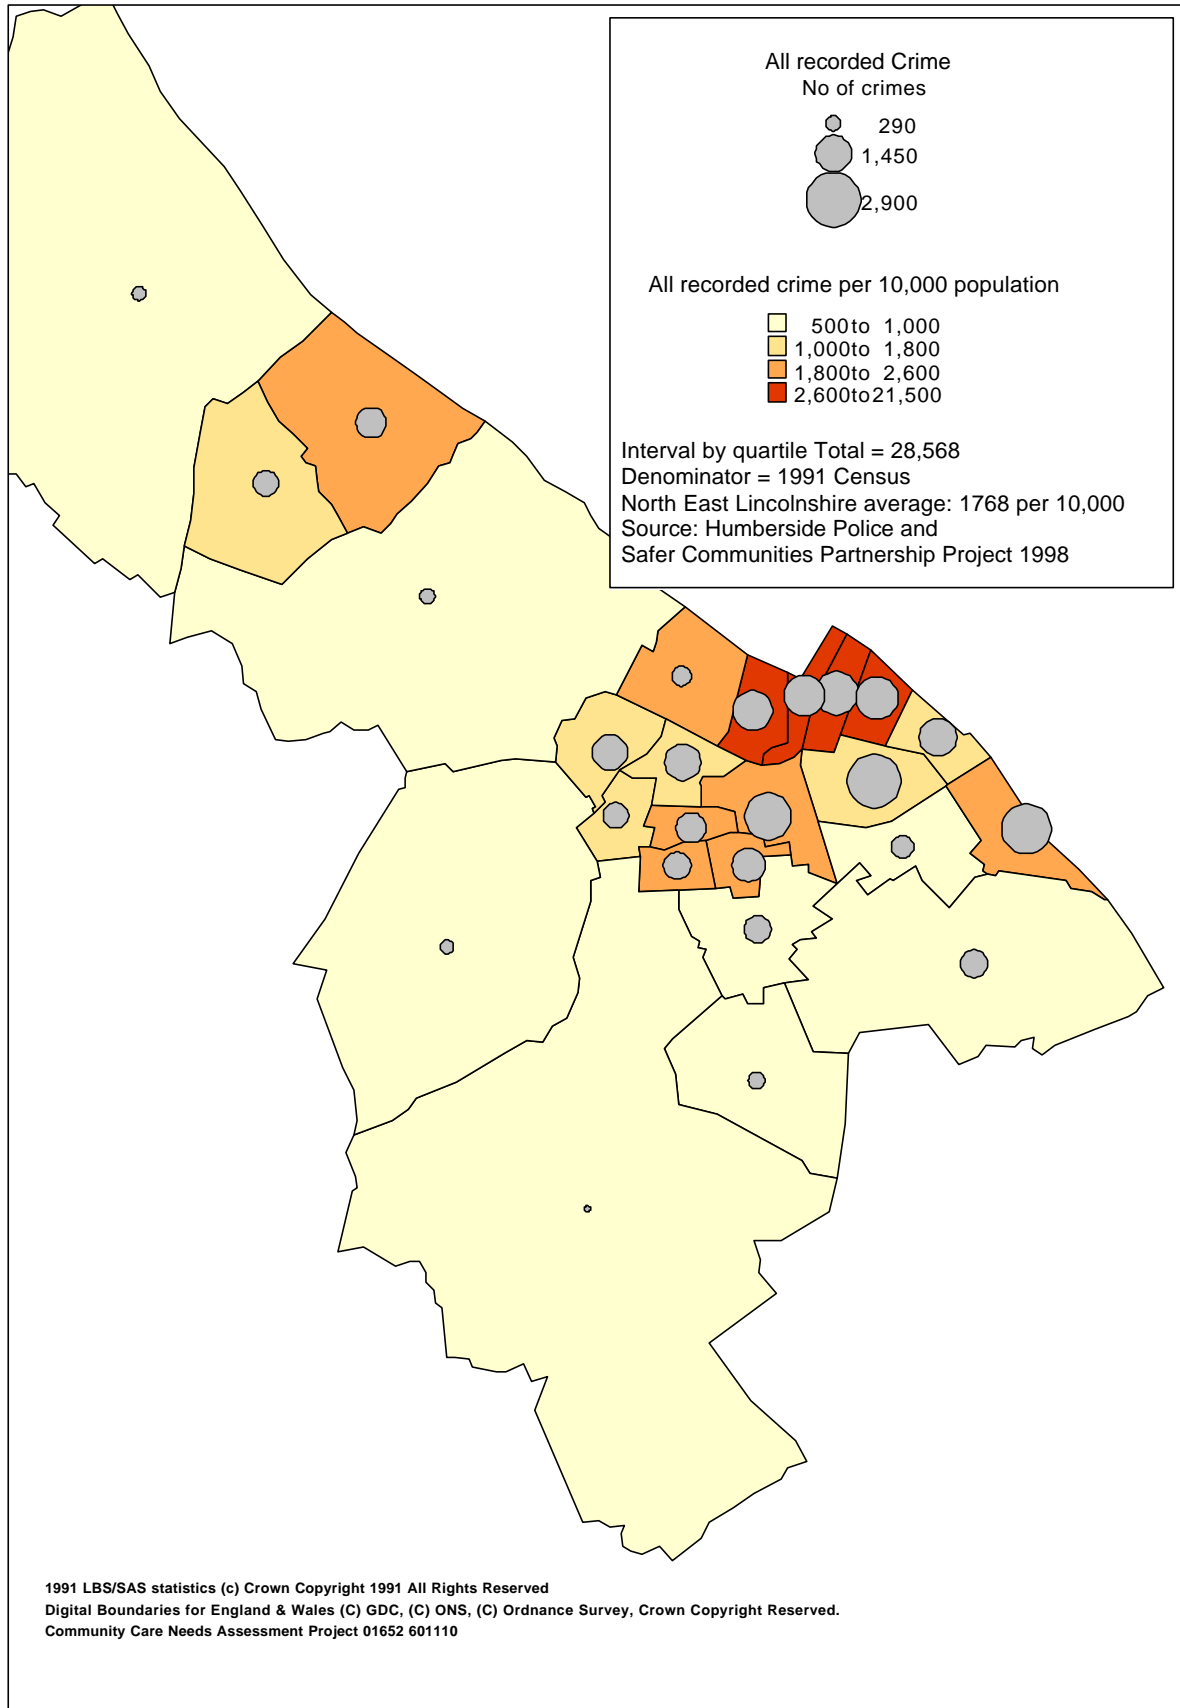 All recorded Crime
No of crimes
290
1,450
2,900
All recorded crime per 10,000 population
500to 1,000
1,000to 1,800
1,800to 2,600
2,600to21,500
Interval by quartile Total = 28,568
Denominator = 1991 Census
North East Lincolnshire average: 1768 per 10,000
Source: Humberside Police and
Safer Communities Partnership Project 1998
1991 LBS/SAS statistics (c) Crown Copyright 1991 All Rights Reserved
Digital Boundaries for England & Wales (C) GDC, (C) ONS, (C) Ordnance Survey, Crown Copyright Reserved.
Community Care Needs Assessment Project 01652 601110